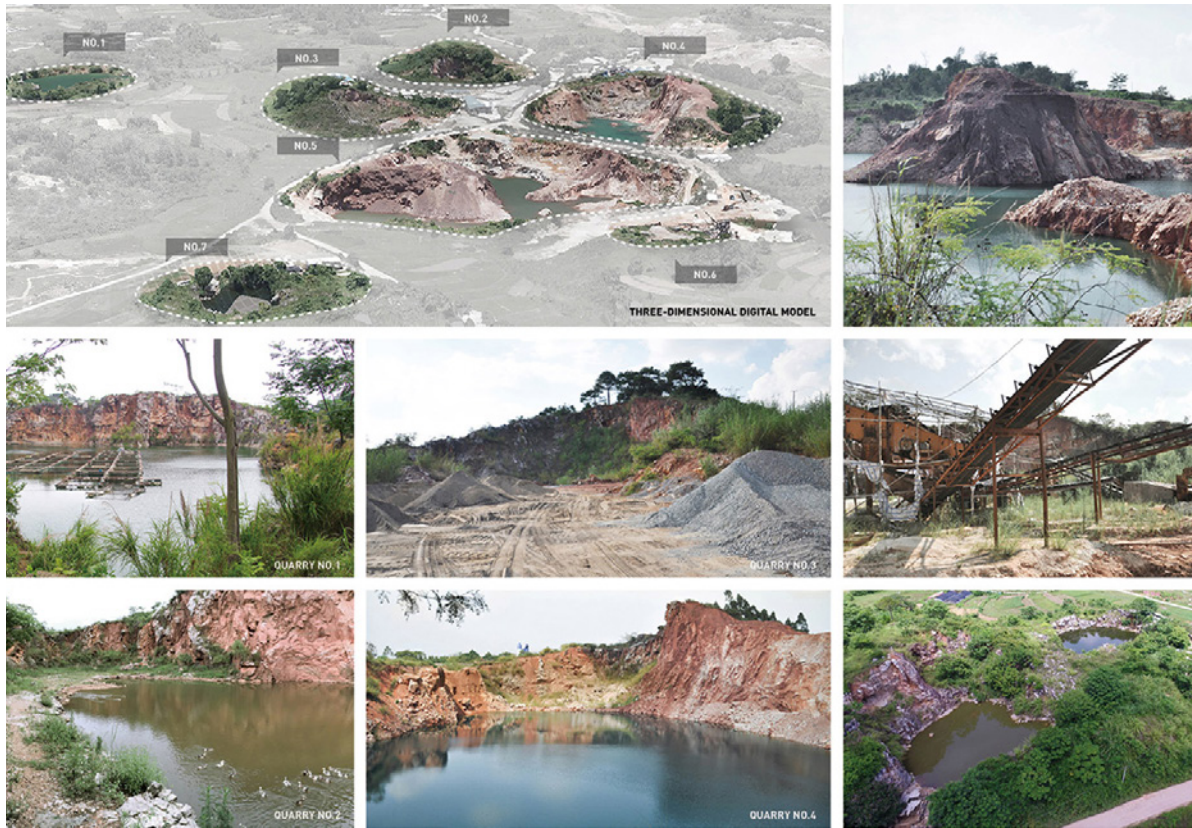 NO.1
NO.2
NO.3
NO.4
NO.5
NO.6
NO.7
THREE-DIMENSIONAL DIGITAL MODEL
QUARRY NO.1
QUARRY NO.3
QUARRY NO.2
QUARRY NO.4